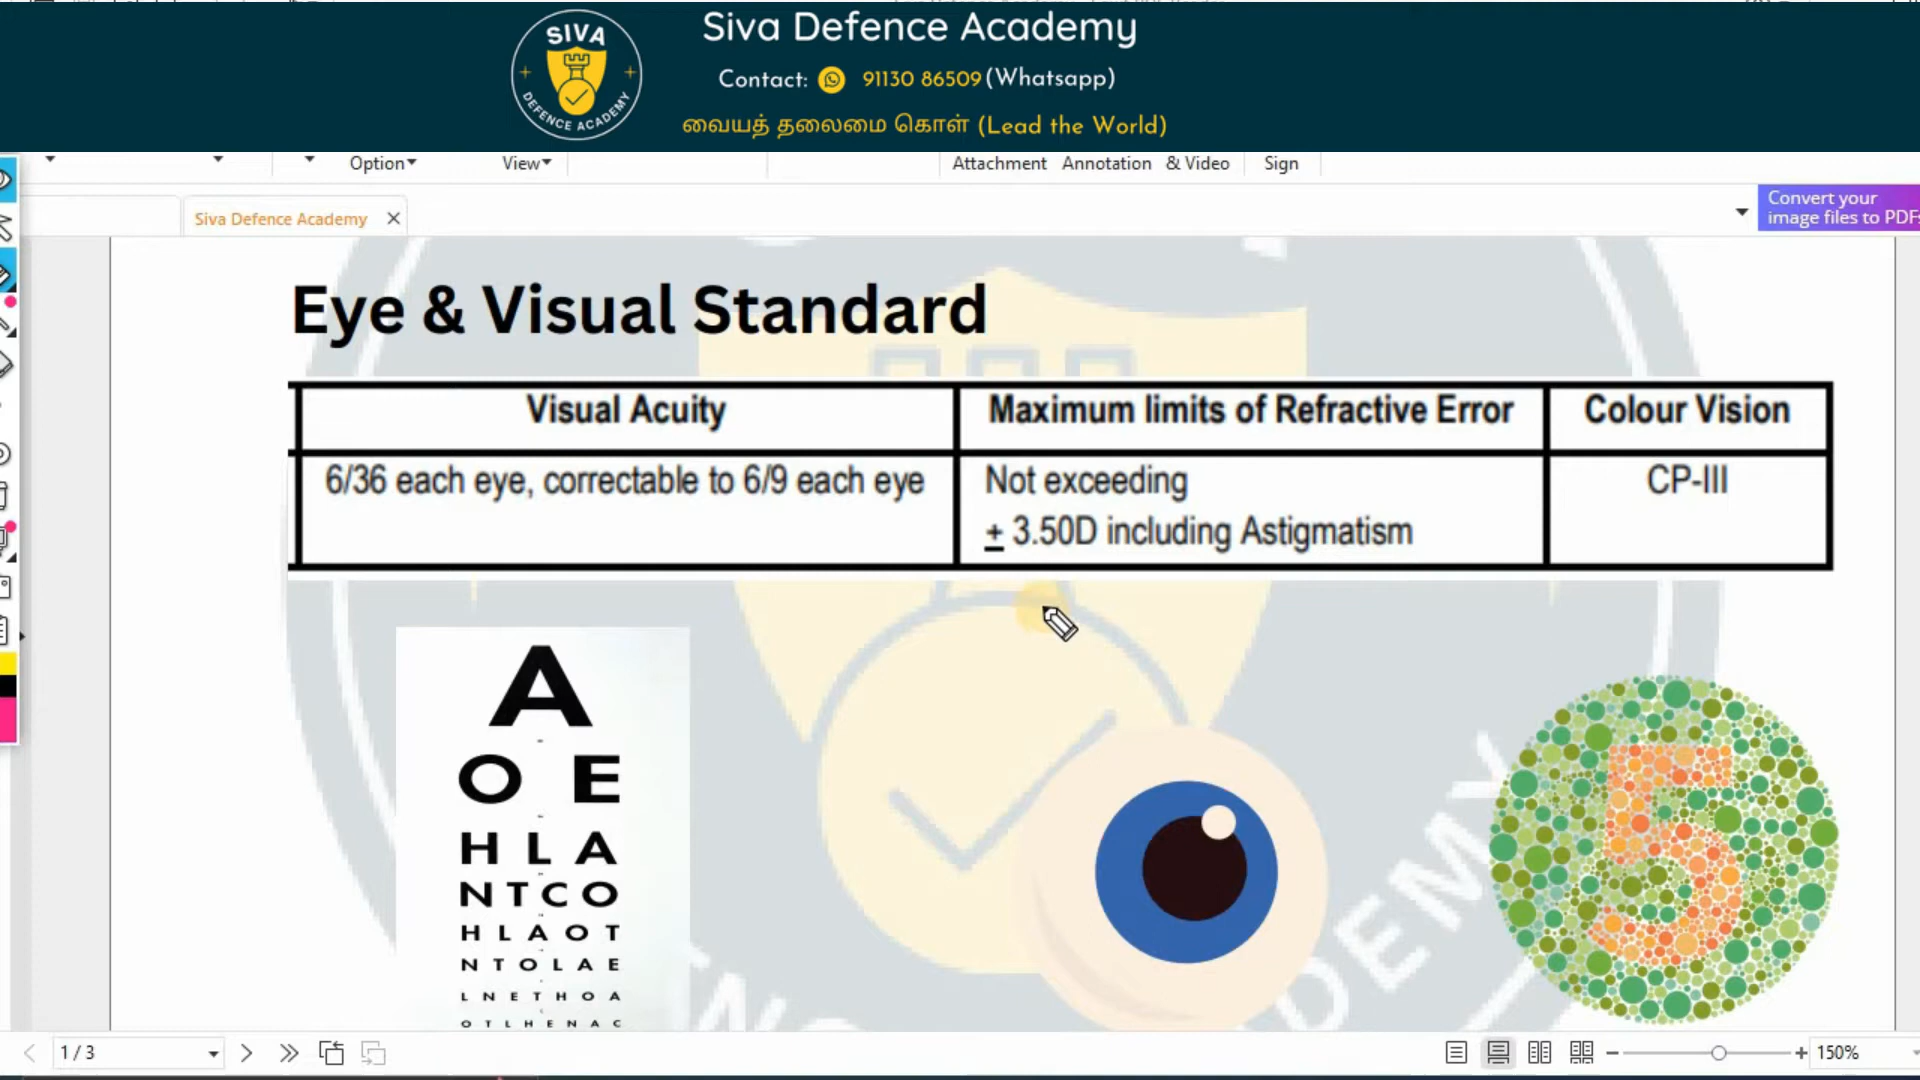 SIVA
DEFENCE ACADEMY
Siva Defence Academy
Contact: 91130 86509 (Whatsapp)
வையத் தலைமை கொள் (Lead the World)
Option View Attachment Annotation & Video Sign
Siva Defence Academy
Convert your
image files to PDFs
Eye & Visual Standard
Visual Acuity Maximum limits of Refractive Error Colour Vision
6/36 each eye, correctable to 6/9 each eye Not exceeding CP-III
± 3.50D including Astigmatism
A
O E
H L A
N T C O
H L A O T
N T O L A E
L N E T H O A
O T L H E N A C
5
DEMY
1 / 3
150%